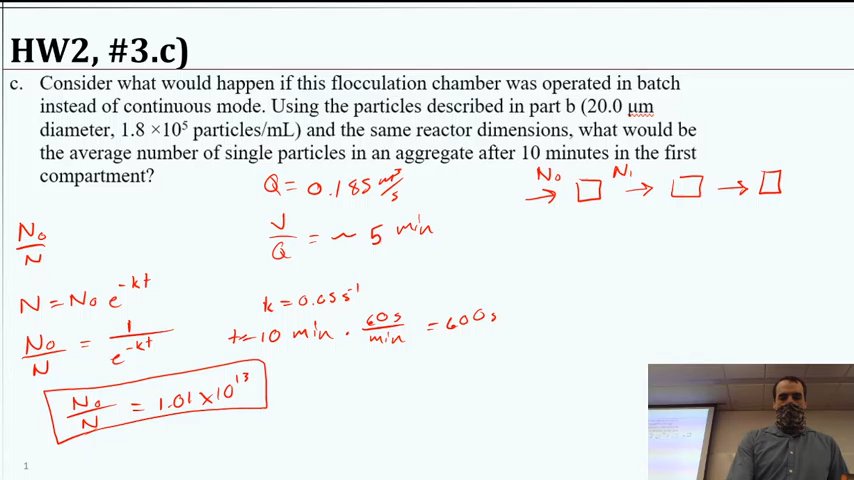 HW2, #3.c)
c. Consider what would happen if this flocculation chamber was operated in batch
instead of continuous mode. Using the particles described in part b (20.0 μm
diameter, 1.8 ×10⁵ particles/mL) and the same reactor dimensions, what would be
the average number of single particles in an aggregate after 10 minutes in the first
compartment?
Q = 0.185 m³/s
N₀ → □ N₁ → □ → □
V/Q = ~ 5 min
N₀/N
N = N₀ e^-kt
k = 0.05 s⁻¹
t = 10 min · 60s/min = 600s
N₀/N = 1/e^-kt
N₀/N = 1.01 × 10¹³
1